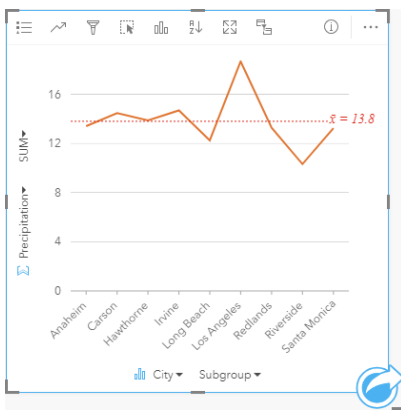 16
12
8
4
0
SUM
Precipitation
x̄ = 13.8
Anaheim
Carson
Hawthorne
Irvine
Long Beach
Los Angeles
Redlands
Riverside
Santa Monica
City Subgroup